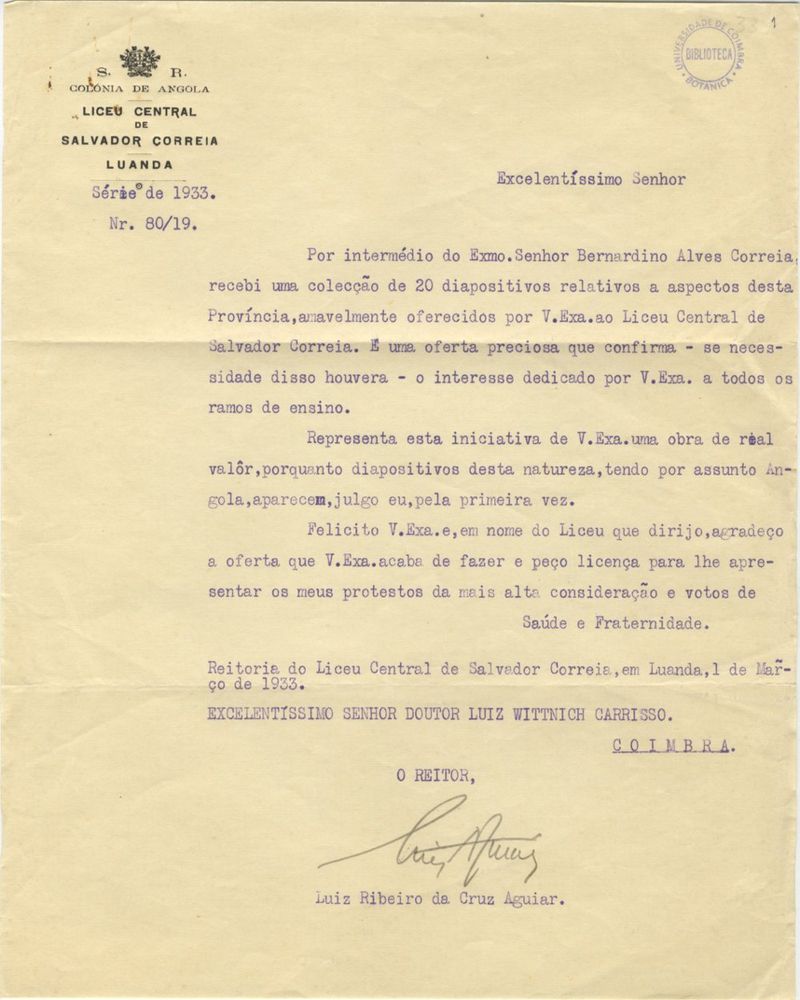 1
UNIVERSIDADE DE COIMBRA
BIBLIOTECA
BOTÂNICA
S. R.
COLÓNIA DE ANGOLA
LICEU CENTRAL
DE
SALVADOR CORREIA
LUANDA
Série de 1933.
Nr. 80/19.
Excelentíssimo Senhor
Por intermédio do Exmo.Senhor Bernardino Alves Correia,
recebi uma colecção de 20 diapositivos relativos a aspectos desta
Província,amavelmente oferecidos por V.Exa.ao Liceu Central de
Salvador Correia. É uma oferta preciosa que confirma - se neces-
sidade disso houvera - o interesse dedicado por V.Exa. a todos os
ramos de ensino.
Representa esta iniciativa de V.Exa.uma obra de real
valôr,porquanto diapositivos desta natureza,tendo por assunto An-
gola,aparecem,julgo eu,pela primeira vez.
Felicito V.Exa.e,em nome do Liceu que dirijo,agradeço
a oferta que V.Exa.acaba de fazer e peço licença para lhe apre-
sentar os meus protestos da mais alta consideração e votos de
Saúde e Fraternidade.
Reitoria do Liceu Central de Salvador Correia,em Luanda,1 de Mar-
ço de 1933.
EXCELENTÍSSIMO SENHOR DOUTOR LUIZ WITTNICH CARRISSO.
COIMBRA.
O REITOR,
Luiz Ribeiro da Cruz Aguiar.